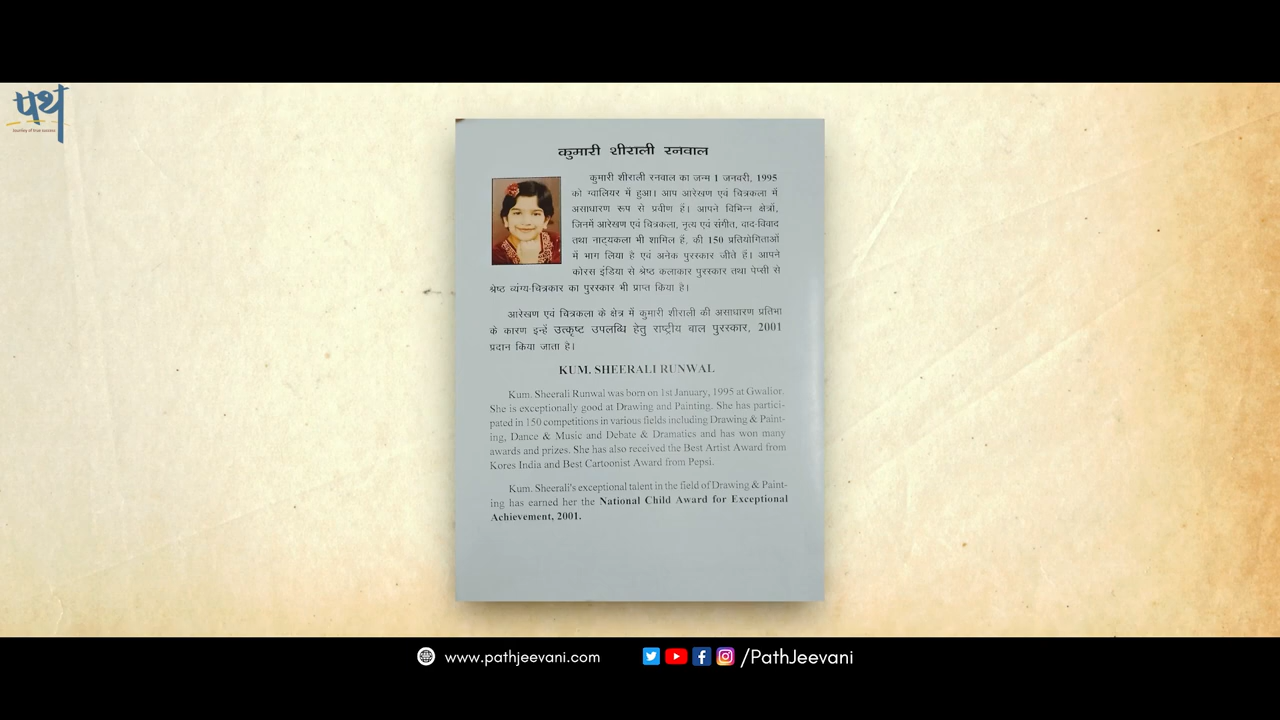 पथ
Journey of true success
कुमारी शीराली रनवाल
कुमारी शीराली रनवाल का जन्म 1 जनवरी, 1995
को ग्वालियर में हुआ। आप आरेखण एवं चित्रकला में
असाधारण रूप से प्रवीण हैं। आपने विभिन्न क्षेत्रों,
जिनमें आरेखण एवं चित्रकला, नृत्य एवं संगीत, वाद-विवाद
तथा नाट्यकला भी शामिल हैं, की 150 प्रतियोगिताओं
में भाग लिया है एवं अनेक पुरस्कार जीते हैं। आपने
कोरस इंडिया से श्रेष्ठ कलाकार पुरस्कार तथा पेप्सी से
श्रेष्ठ व्यंग्य-चित्रकार का पुरस्कार भी प्राप्त किया है।
आरेखण एवं चित्रकला के क्षेत्र में कुमारी शीराली की असाधारण प्रतिभा
के कारण इन्हें उत्कृष्ट उपलब्धि हेतु राष्ट्रीय बाल पुरस्कार, 2001
प्रदान किया जाता है।
KUM. SHEERALI RUNWAL
Kum. Sheerali Runwal was born on 1st January, 1995 at Gwalior.
She is exceptionally good at Drawing and Painting. She has partici-
pated in 150 competitions in various fields including Drawing & Paint-
ing, Dance & Music and Debate & Dramatics and has won many
awards and prizes. She has also received the Best Artist Award from
Kores India and Best Cartoonist Award from Pepsi.
Kum. Sheerali's exceptional talent in the field of Drawing & Paint-
ing has earned her the National Child Award for Exceptional
Achievement, 2001.
www.pathjeevani.com
/PathJeevani